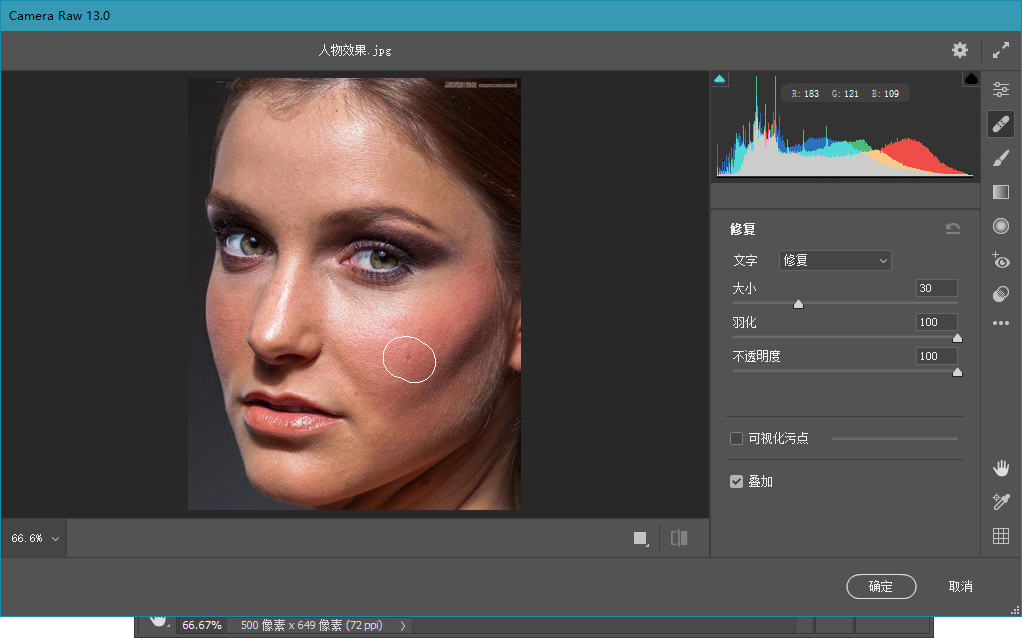 Camera Raw 13.0
人物效果.jpg
R: 183 G: 121 B: 109
修复
文字 修复
大小 30
羽化 100
不透明度 100
可视化污点
叠加
66.6%
确定 取消
66.67% 500 像素 x 649 像素 (72 ppi)